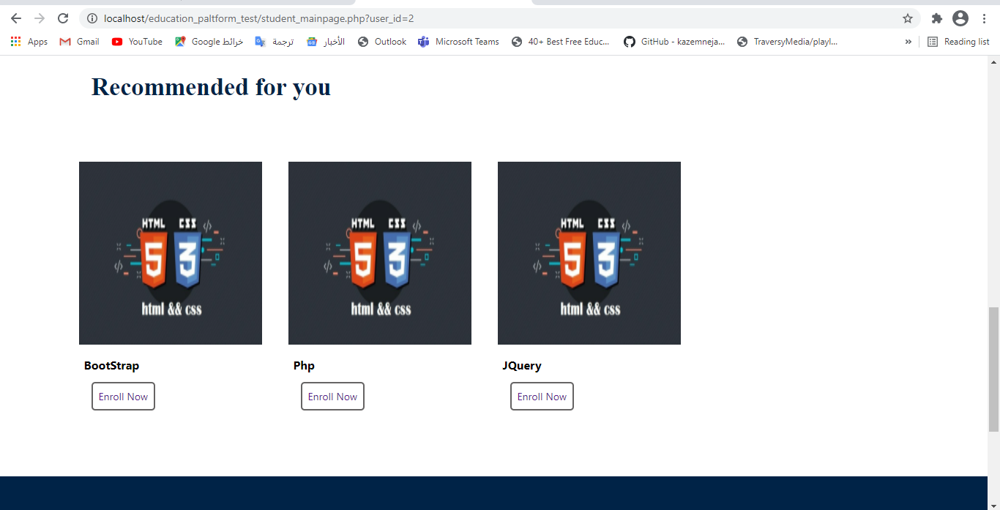 localhost/education_paltform_test/student_mainpage.php?user_id=2
Apps Gmail YouTube خرائط Google ترجمة الأخبار Outlook Microsoft Teams 40+ Best Free Educ... GitHub - kazemneja... TraversyMedia/playl... » Reading list
Recommended for you
HTML CSS HTML CSS HTML CSS
5 3 5 3 5 3
html && css html && css html && css
BootStrap Php JQuery
Enroll Now Enroll Now Enroll Now